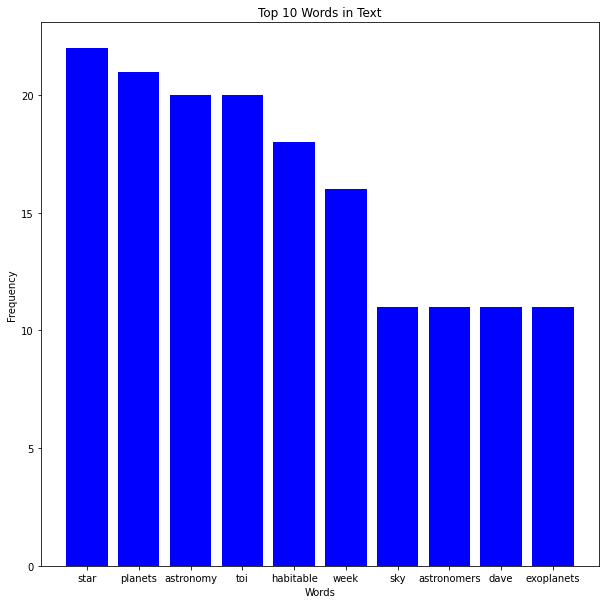 Top 10 Words in Text
Frequency
20
15
10
5
0
star planets astronomy toi habitable week sky astronomers dave exoplanets
Words